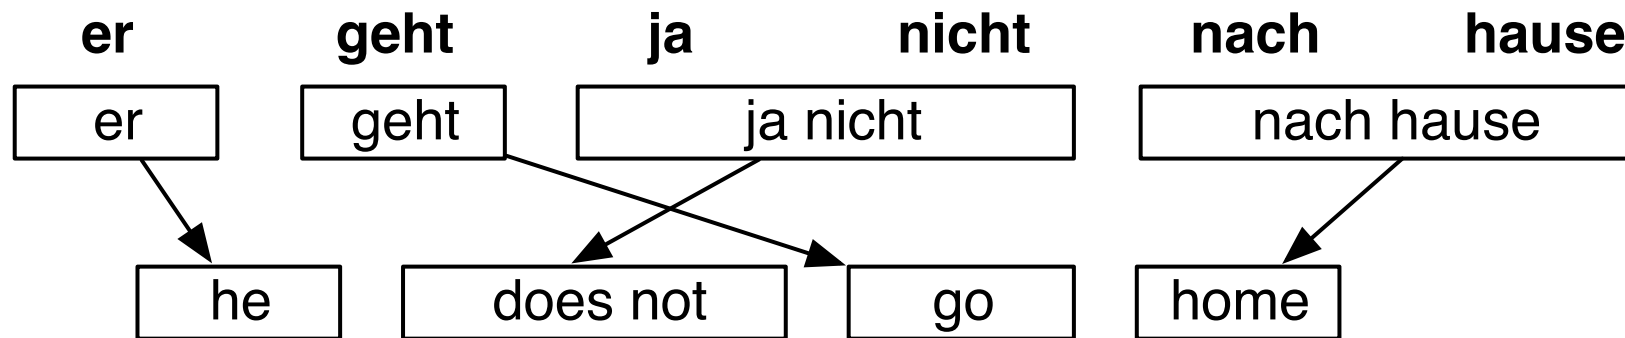 er geht ja nicht nach hause
er geht ja nicht nach hause
he does not go home